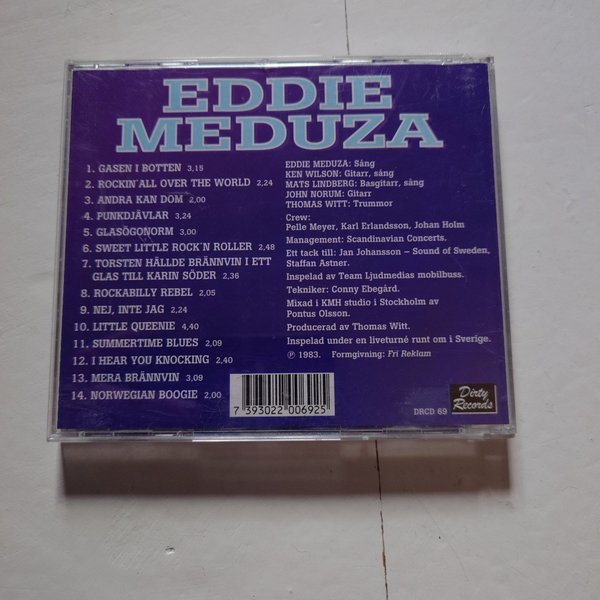 EDDIE
MEDUZA
1. GASEN I BOTTEN 3,15
2. ROCKIN´ALL OVER THE WORLD 2,24
3. ANDRA KAN DOM 2,00
4. PUNKDJÄVLAR 3,24
5. GLASÖGONORM 3,00
6. SWEET LITTLE ROCK´N ROLLER 2,48
7. TORSTEN HÄLLDE BRÄNNVIN I ETT
GLAS TILL KARIN SÖDER 2,36
8. ROCKABILLY REBEL 2,05
9. NEJ, INTE JAG 2,24
10. LITTLE QUEENIE 4,40
11. SUMMERTIME BLUES 2,09
12. I HEAR YOU KNOCKING 2,40
13. MERA BRÄNNVIN 3,09
14. NORWEGIAN BOOGIE 2,00
EDDIE MEDUZA: Sång
KEN WILSON: Gitarr, sång
MATS LINDBERG: Basgitarr, sång
JOHN NORUM: Gitarr
THOMAS WITT: Trummor
Crew:
Pelle Meyer, Karl Erlandsson, Johan Holm
Management: Scandinavian Concerts.
Ett tack till: Jan Johansson – Sound of Sweden,
Staffan Astner.
Inspelad av Team Ljudmedias mobilbuss.
Tekniker: Conny Ebegård.
Mixad i KMH studio i Stockholm av
Pontus Olsson.
Producerad av Thomas Witt.
Inspelad under en liveturné runt om i Sverige.
℗ 1983. Formgivning: Fri Reklam
7 393022 006925
DRCD 69
Dirty
Records